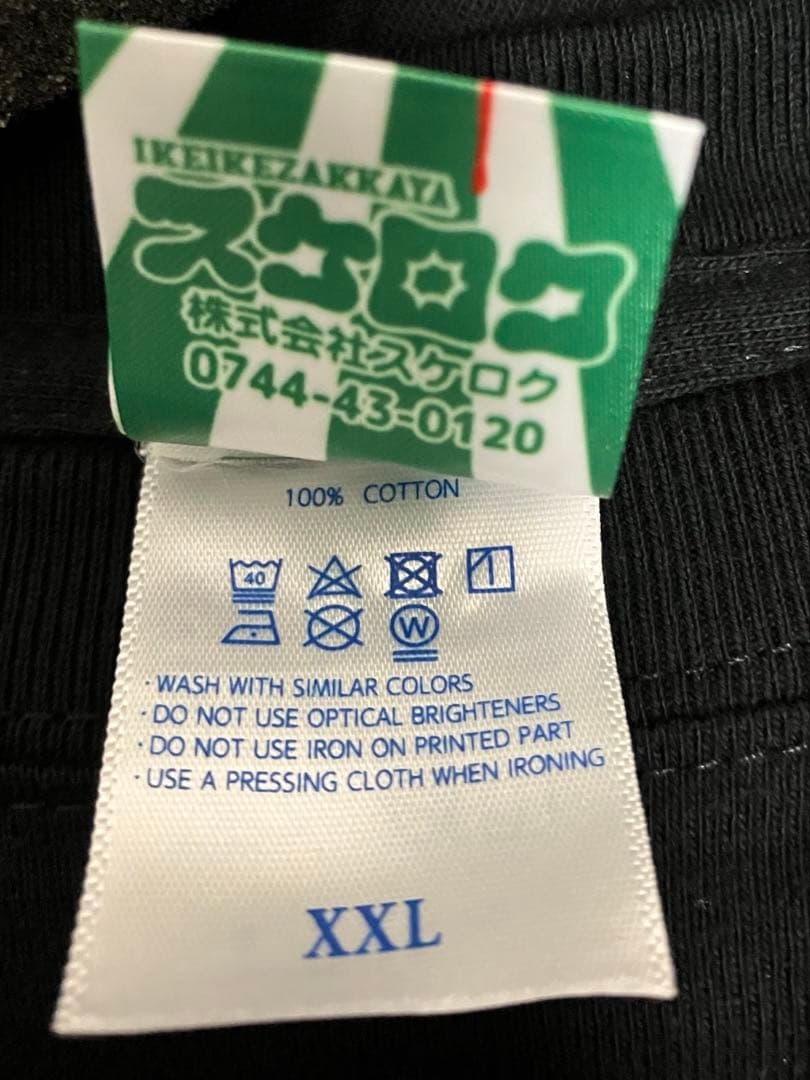 IKEIKEZAKKAYA
スケロク
株式会社スケロク
0744-43-0120
100% COTTON
40
W
·WASH WITH SIMILAR COLORS
·DO NOT USE OPTICAL BRIGHTENERS
·DO NOT USE IRON ON PRINTED PART
·USE A PRESSING CLOTH WHEN IRONING
XXL